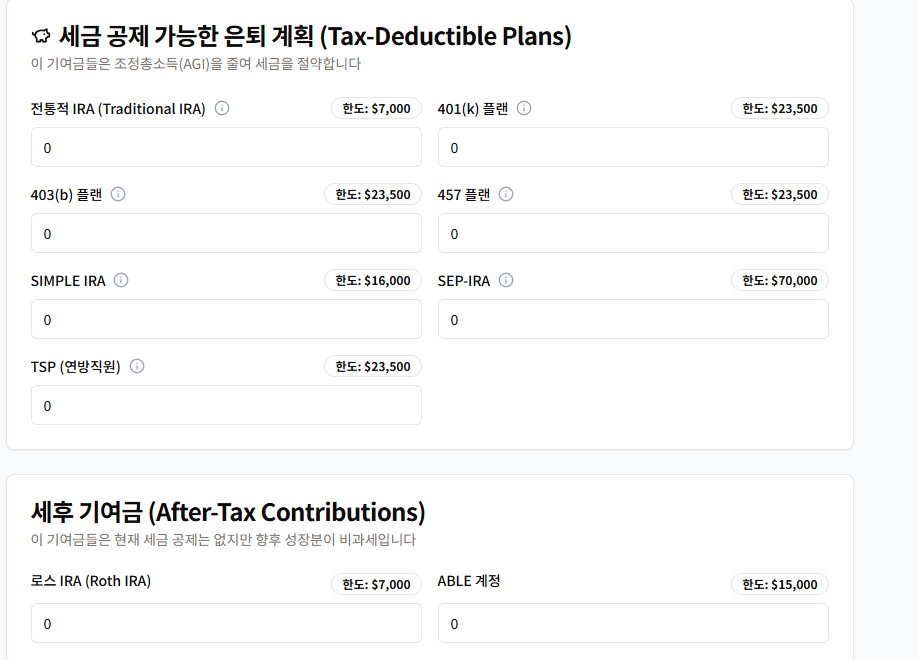 세금 공제 가능한 은퇴 계획 (Tax-Deductible Plans)
이 기여금들은 조정총소득(AGI)을 줄여 세금을 절약합니다
전통적 IRA (Traditional IRA) 한도: $7,000
401(k) 플랜 한도: $23,500
0
0
403(b) 플랜 한도: $23,500
457 플랜 한도: $23,500
0
0
SIMPLE IRA 한도: $16,000
SEP-IRA 한도: $70,000
0
0
TSP (연방직원) 한도: $23,500
0
세후 기여금 (After-Tax Contributions)
이 기여금들은 현재 세금 공제는 없지만 향후 성장분이 비과세입니다
로스 IRA (Roth IRA) 한도: $7,000
ABLE 계정 한도: $15,000
0
0